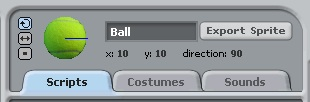 Ball Export Sprite
x: 10 y: 10 direction: 90
Scripts Costumes Sounds